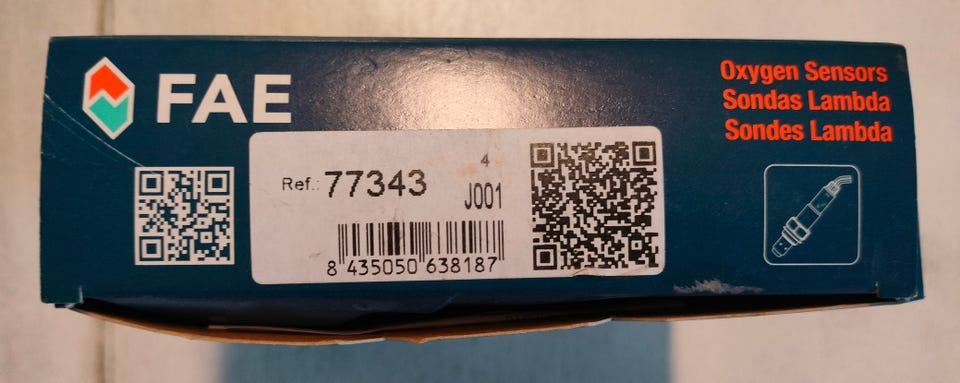 FAE
Oxygen Sensors
Sondas Lambda
Sondes Lambda
Ref.: 77343
4
J001
8 435050 638187